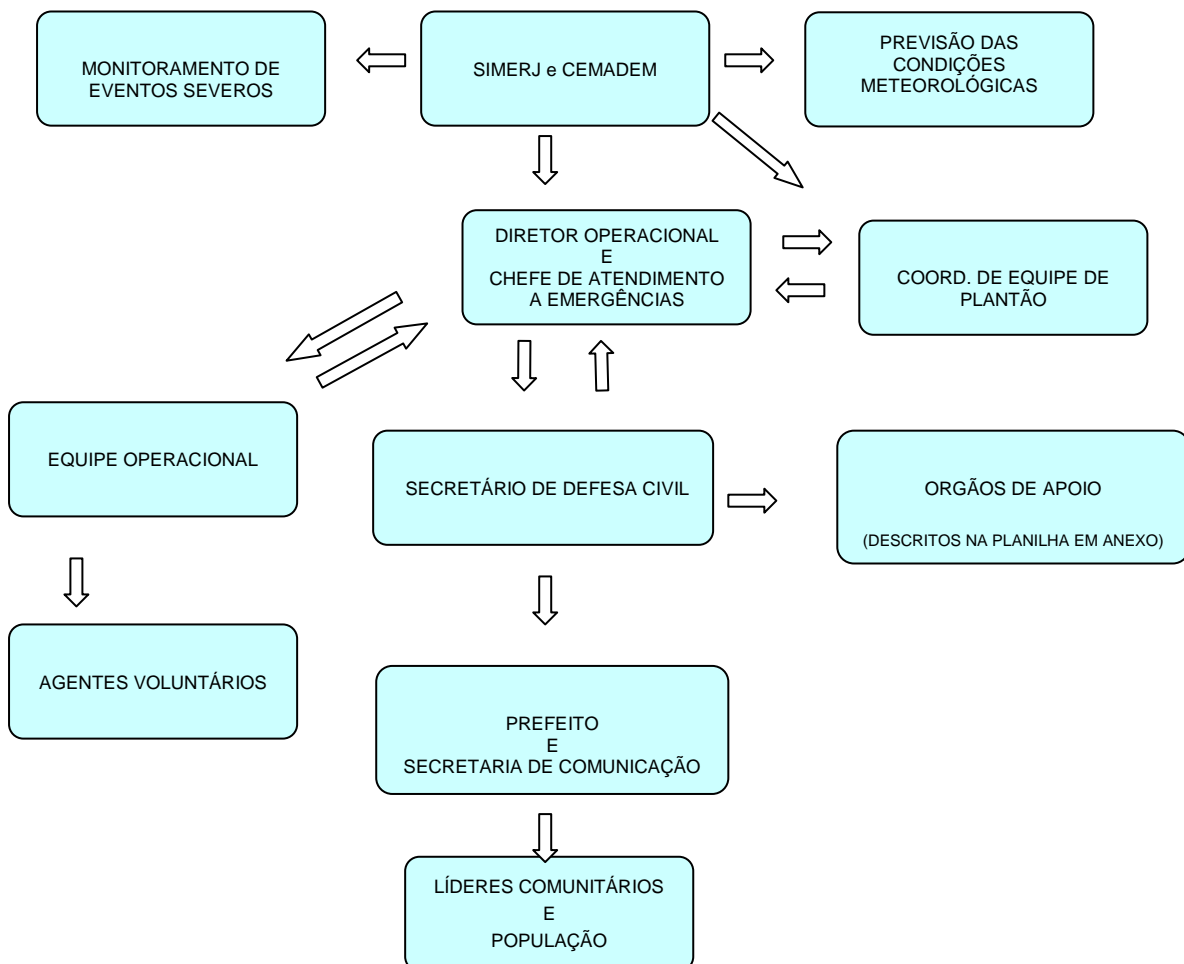 MONITORAMENTO DE
EVENTOS SEVEROS
SIMERJ e CEMADEM
PREVISÃO DAS
CONDIÇÕES
METEOROLÓGICAS
DIRETOR OPERACIONAL
E
CHEFE DE ATENDIMENTO
A EMERGÊNCIAS
COORD. DE EQUIPE DE
PLANTÃO
EQUIPE OPERACIONAL
SECRETÁRIO DE DEFESA CIVIL
ORGÃOS DE APOIO
(DESCRITOS NA PLANILHA EM ANEXO)
AGENTES VOLUNTÁRIOS
PREFEITO
E
SECRETARIA DE COMUNICAÇÃO
LÍDERES COMUNITÁRIOS
E
POPULAÇÃO